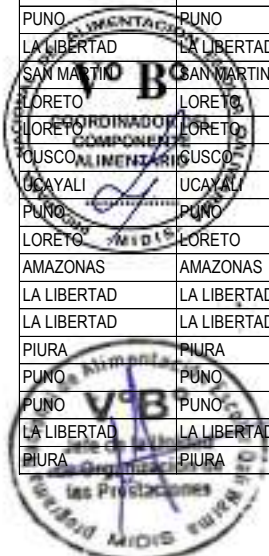 PUNO PUNO
LA LIBERTAD LA LIBERTAD
SAN MARTIN SAN MARTIN
LORETO LORETO
LORETO LORETO
CUSCO CUSCO
UCAYALI UCAYALI
PUNO PUNO
LORETO LORETO
AMAZONAS AMAZONAS
LA LIBERTAD LA LIBERTAD
LA LIBERTAD LA LIBERTAD
PIURA PIURA
PUNO PUNO
PUNO PUNO
LA LIBERTAD LA LIBERTAD
PIURA PIURA
V° B°
COORDINADOR DEL
COMPONENTE
ALIMENTARIO
MIDIS
V° B°
las Prestaciones
MIDIS